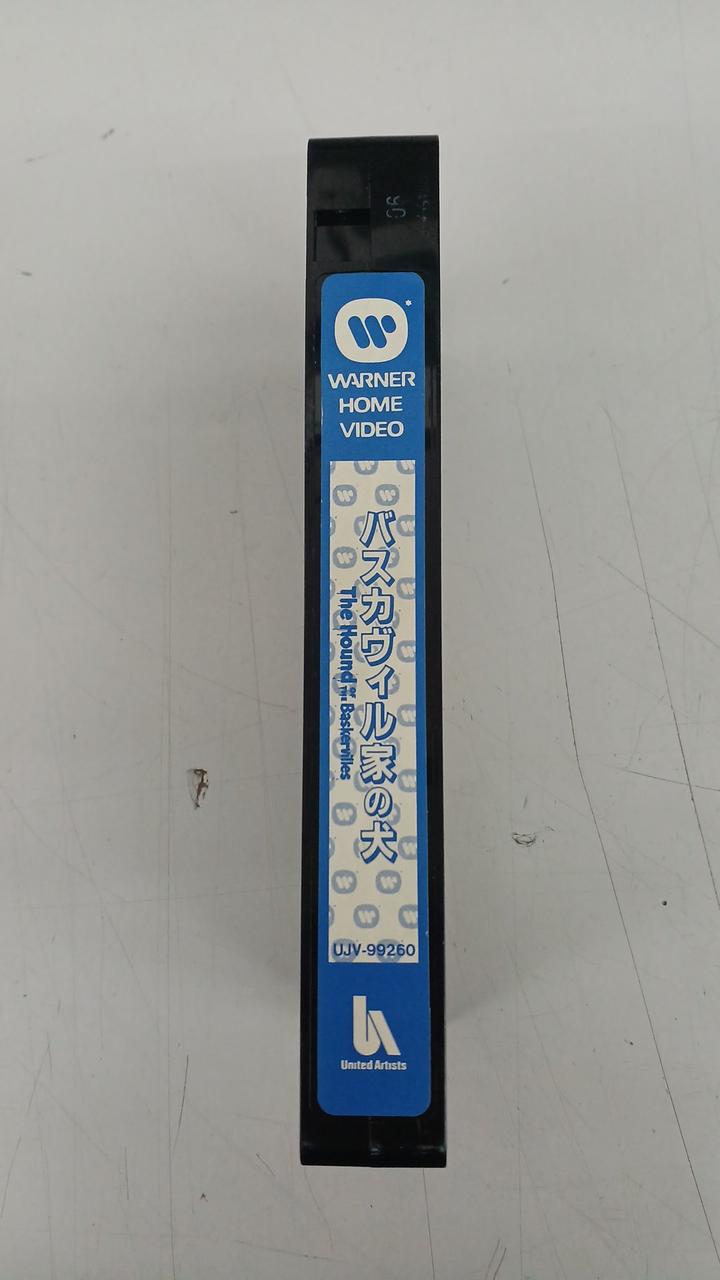 06
WARNER
HOME
VIDEO
バスカヴィル家の犬
The Hound OF THE Baskervilles
UJV-99260
United Artists